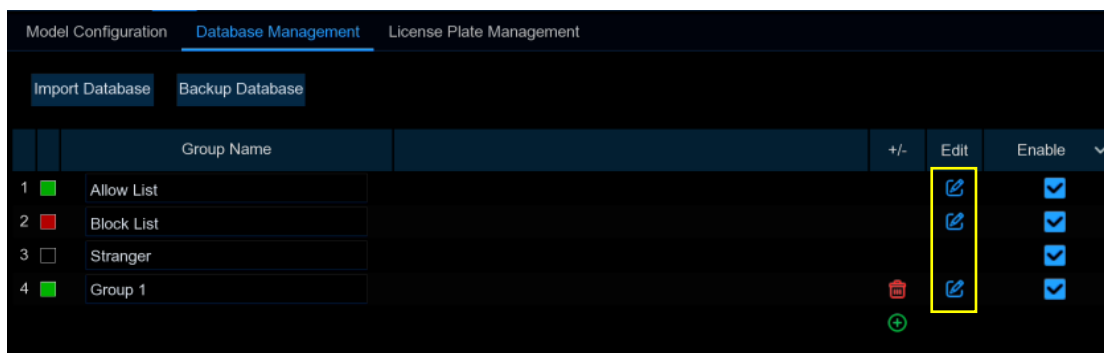 Model Configuration Database Management License Plate Management
Import Database Backup Database
Group Name +/- Edit Enable
1 Allow List
2 Block List
3 Stranger
4 Group 1